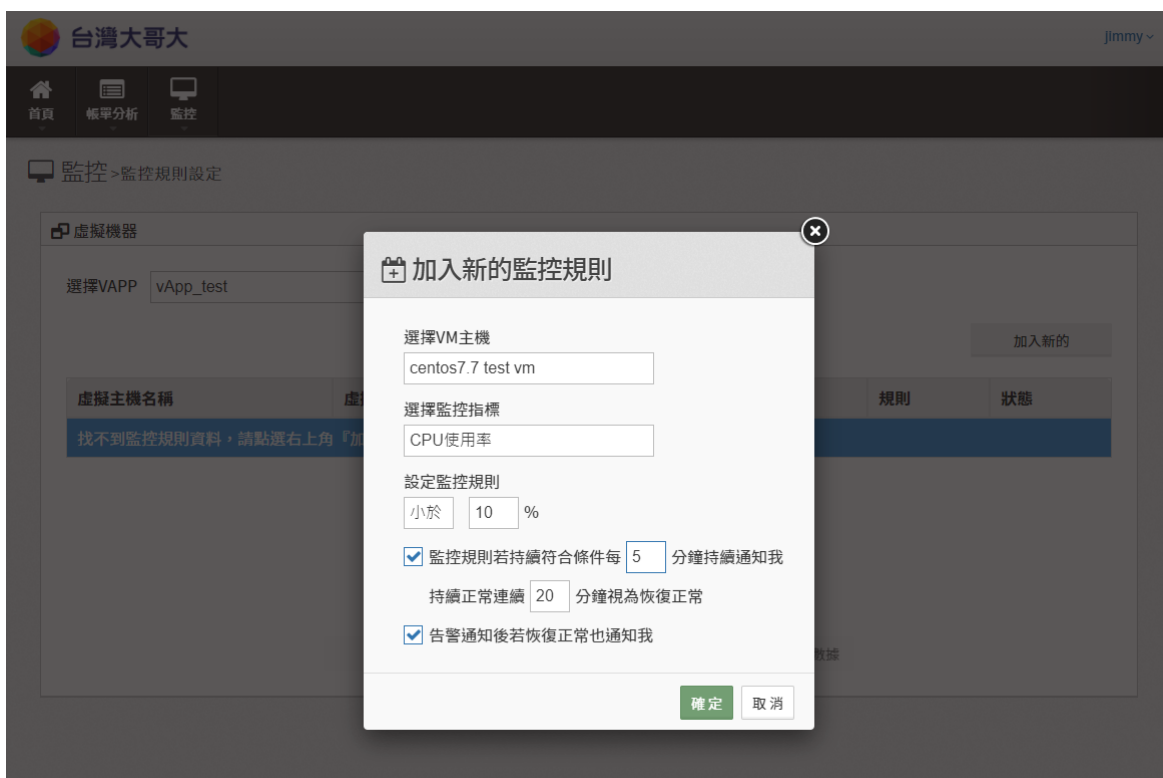 台灣大哥大
jimmy
首頁 帳單分析 監控
監控>監控規則設定
虛擬機器
選擇VAPP vApp_test
加入新的
虛擬主機名稱 規則 狀態
找不到監控規則資料，請點選右上角『加
加入新的監控規則
選擇VM主機
centos7.7 test vm
選擇監控指標
CPU使用率
設定監控規則
小於 10 %
監控規則若持續符合條件每 5 分鐘持續通知我
持續正常連續 20 分鐘視為恢復正常
告警通知後若恢復正常也通知我
數據
確定 取消